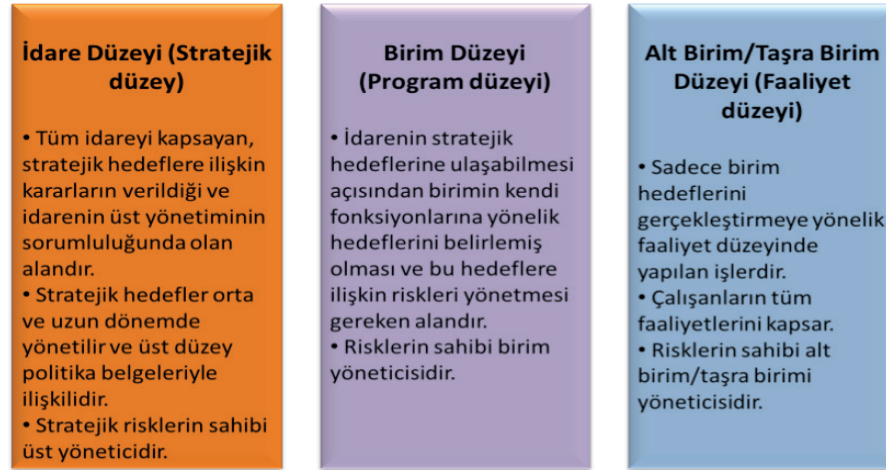 İdare Düzeyi (Stratejik
düzey)
• Tüm idareyi kapsayan,
stratejik hedeflere ilişkin
kararların verildiği ve
idarenin üst yönetiminin
sorumluluğunda olan
alandır.
• Stratejik hedefler orta
ve uzun dönemde
yönetilir ve üst düzey
politika belgeleriyle
ilişkilidir.
• Stratejik risklerin sahibi
üst yöneticidir.
Birim Düzeyi
(Program düzeyi)
• İdarenin stratejik
hedeflerine ulaşabilmesi
açısından birimin kendi
fonksiyonlarına yönelik
hedeflerini belirlemiş
olması ve bu hedeflere
ilişkin riskleri yönetmesi
gereken alandır.
• Risklerin sahibi birim
yöneticisidir.
Alt Birim/Taşra Birim
Düzeyi (Faaliyet
düzeyi)
• Sadece birim
hedeflerini
gerçekleştirmeye yönelik
faaliyet düzeyinde
yapılan işlerdir.
• Çalışanların tüm
faaliyetlerini kapsar.
• Risklerin sahibi alt
birim/taşra birimi
yöneticisidir.